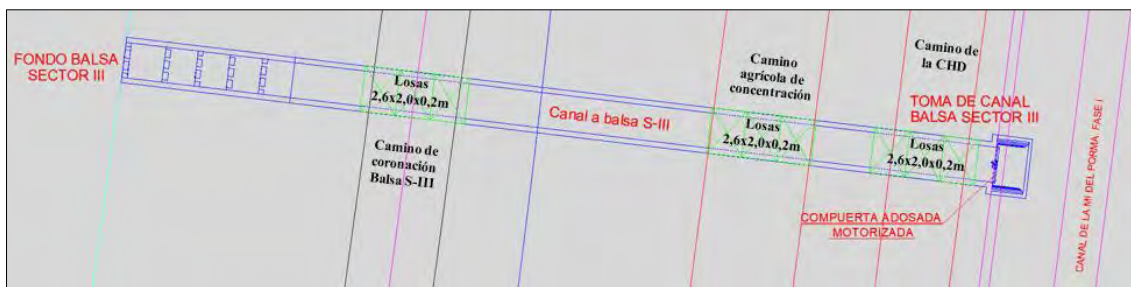 FONDO BALSA
SECTOR III
Losas
2,6x2,0x0,2m
Camino de
coronación
Balsa S-III
Canal a balsa S-III
Camino
agrícola de
concentración
Losas
2,6x2,0x0,2m
Camino de
la CHD
Losas
2,6x2,0x0,2m
TOMA DE CANAL
BALSA SECTOR III
COMPUERTA ADOSADA
MOTORIZADA
CANAL DE LA MI DEL PORMA. FASE I